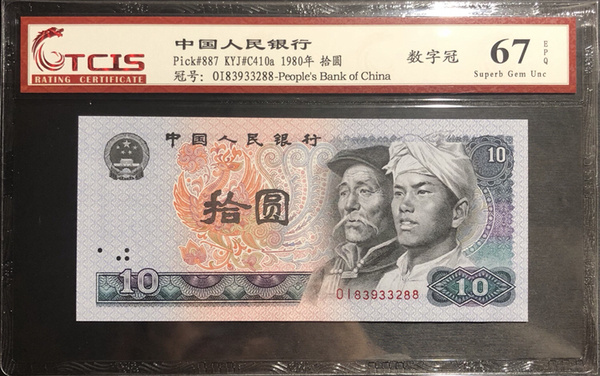 TCIS
RATING CERTIFICATE
中国人民银行
Pick#887 KYJ#C410a 1980年 拾圆
冠号: OI83933288-People's Bank of China
数字冠
67 EPQ
Superb Gem Unc
中国人民银行
10
拾圆
10
OI83933288
10